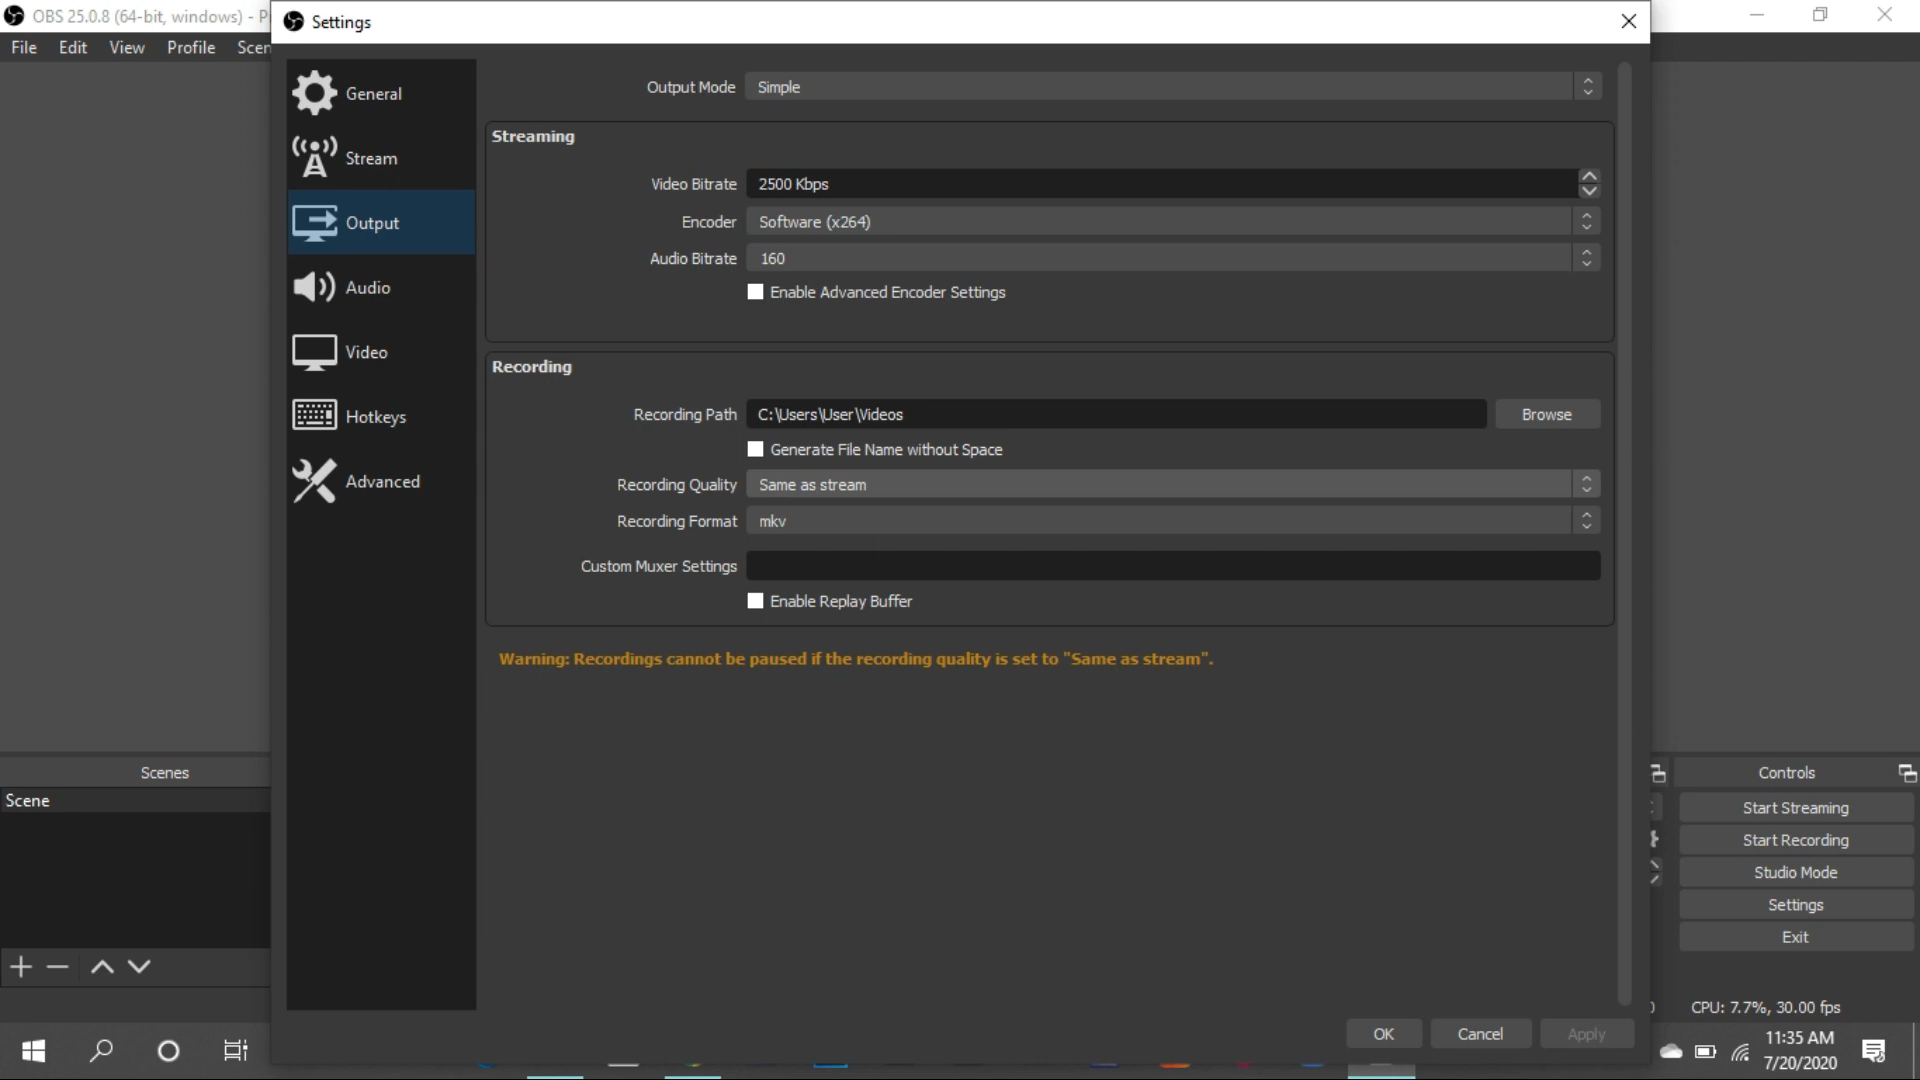 OBS 25.0.8 (64-bit, windows) - P
Settings
File Edit View Profile Scen
General
Stream
Output
Audio
Video
Hotkeys
Advanced
Output Mode Simple
Streaming
Video Bitrate 2500 Kbps
Encoder Software (x264)
Audio Bitrate 160
Enable Advanced Encoder Settings
Recording
Recording Path C:\Users\User\Videos Browse
Generate File Name without Space
Recording Quality Same as stream
Recording Format mkv
Custom Muxer Settings
Enable Replay Buffer
Warning: Recordings cannot be paused if the recording quality is set to "Same as stream".
Scenes
Scene
Controls
Start Streaming
Start Recording
Studio Mode
Settings
Exit
OK Cancel Apply
CPU: 7.7%, 30.00 fps
11:35 AM
7/20/2020